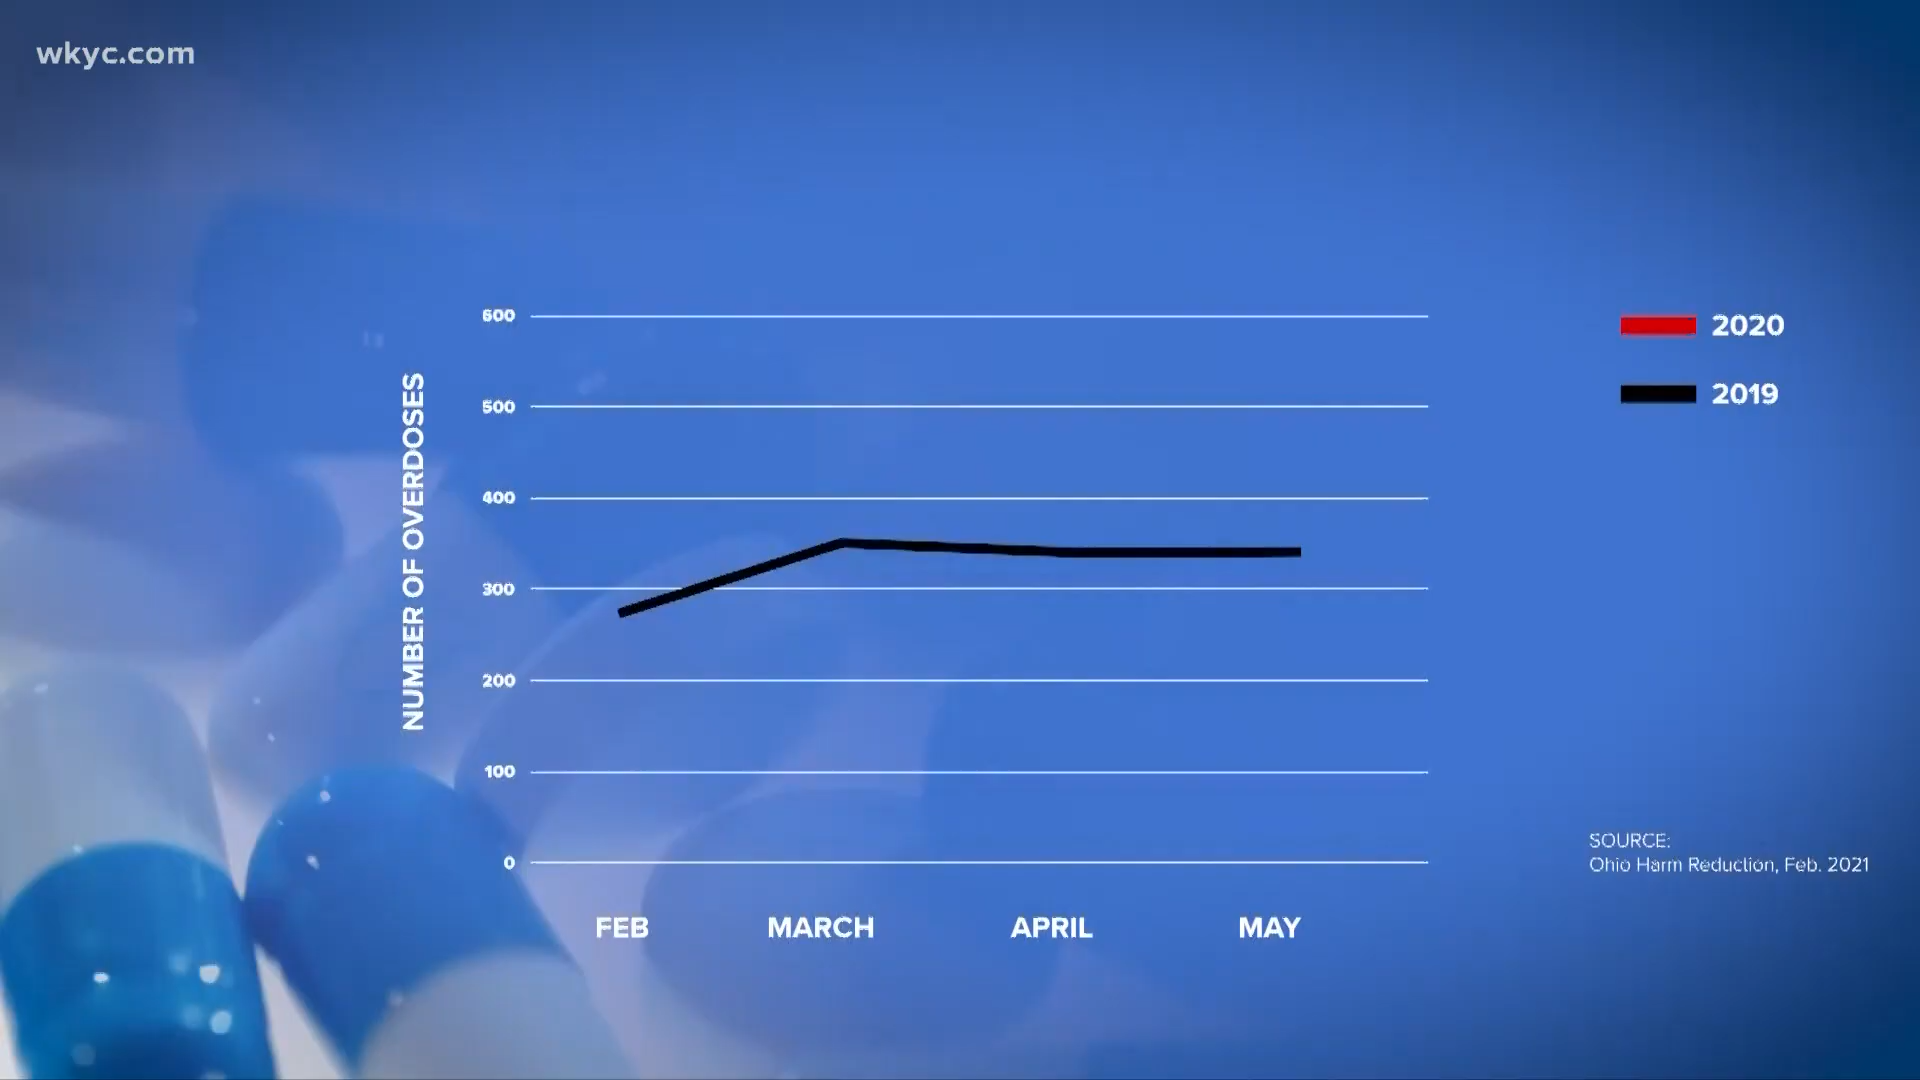 wkyc.com
NUMBER OF OVERDOSES
600
500
400
300
200
100
0
FEB MARCH APRIL MAY
2020
2019
SOURCE:
Ohio Harm Reduction, Feb. 2021